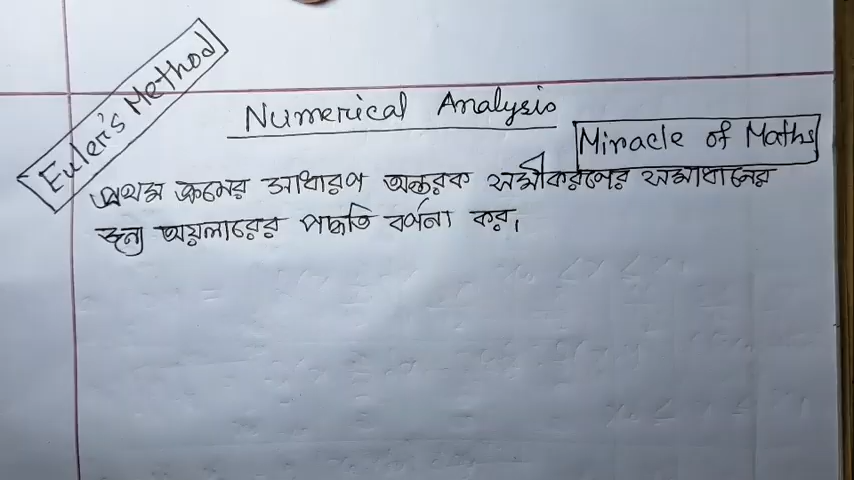 Euler's Method
Numerical Analysis
Miracle of Maths
প্রথম ক্রমের সাধারণ অন্তরক সমীকরণের সমাধানের
জন্য অয়লারের পদ্ধতি বর্ণনা কর।